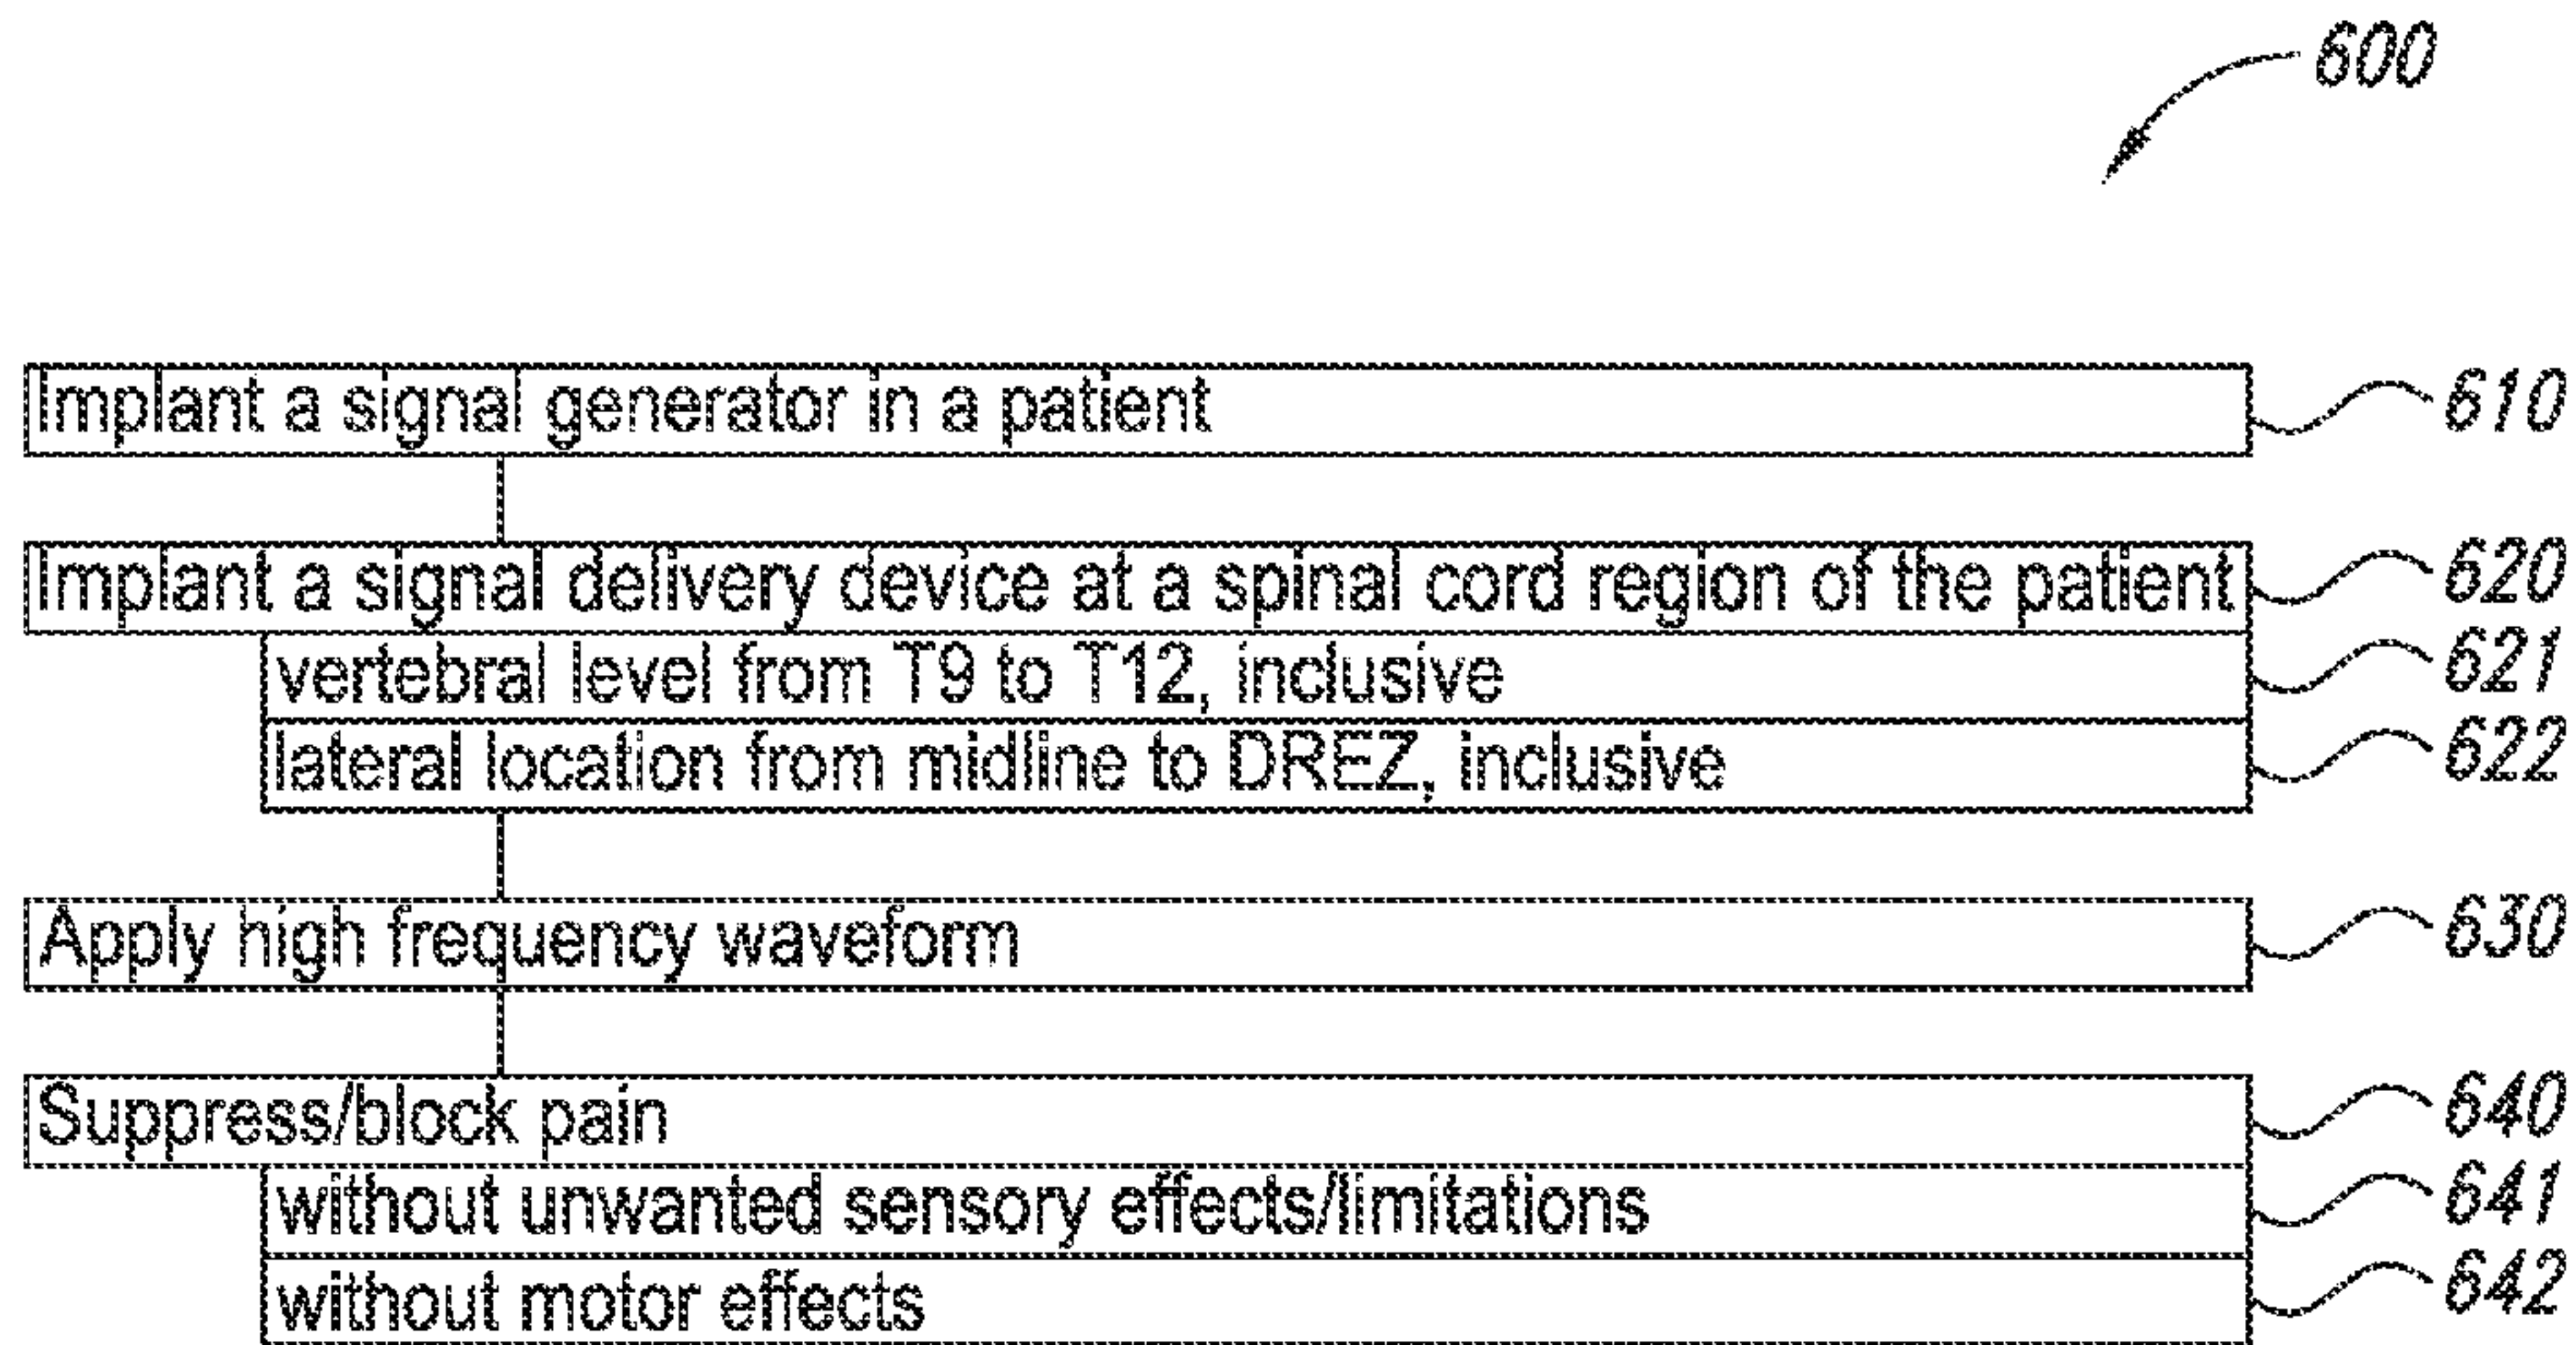 600
Implant a signal generator in a patient 610
Implant a signal delivery device at a spinal cord region of the patient 620
vertebral level from T9 to T12, inclusive 621
lateral location from midline to DREZ, inclusive 622
Apply high frequency waveform 630
Suppress/block pain 640
without unwanted sensory effects/limitations 641
without motor effects 642